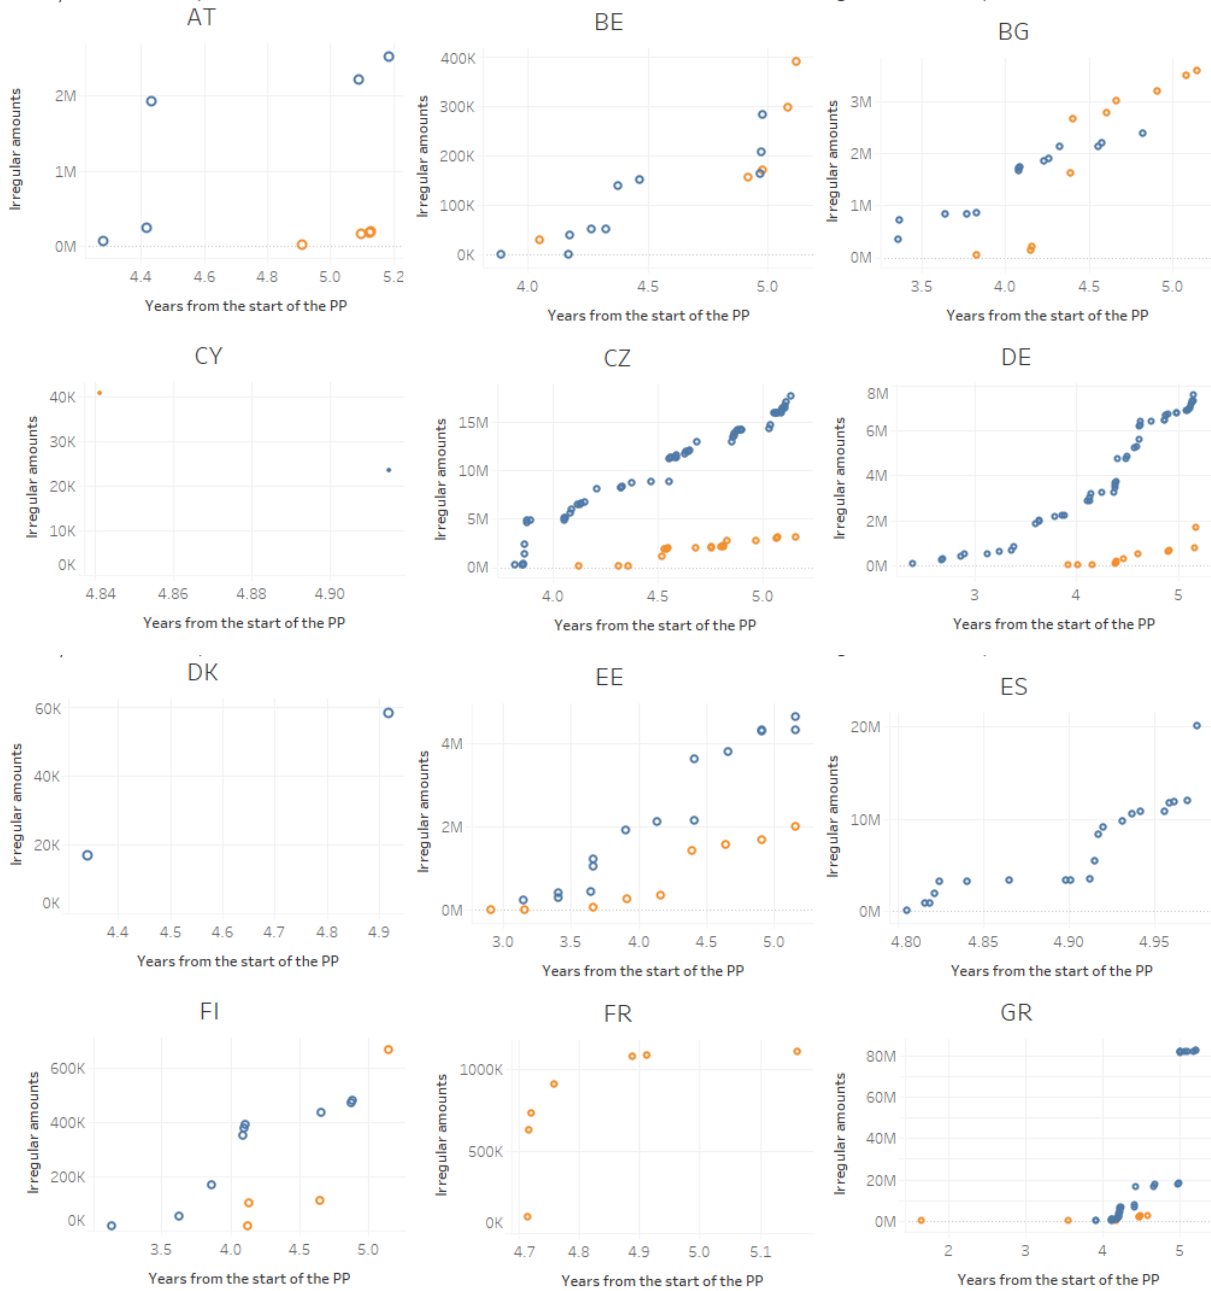 AT
Irregular amounts
2M
1M
0M
4.4 4.6 4.8 5.0 5.2
Years from the start of the PP
BE
Irregular amounts
400K
300K
200K
100K
0K
4.0 4.5 5.0
Years from the start of the PP
BG
Irregular amounts
3M
2M
1M
0M
3.5 4.0 4.5 5.0
Years from the start of the PP
CY
Irregular amounts
40K
30K
20K
10K
0K
4.84 4.86 4.88 4.90
Years from the start of the PP
CZ
Irregular amounts
15M
10M
5M
0M
4.0 4.5 5.0
Years from the start of the PP
DE
Irregular amounts
8M
6M
4M
2M
0M
3 4 5
Years from the start of the PP
DK
Irregular amounts
60K
40K
20K
0K
4.4 4.5 4.6 4.7 4.8 4.9
Years from the start of the PP
EE
Irregular amounts
4M
2M
0M
3.0 3.5 4.0 4.5 5.0
Years from the start of the PP
ES
Irregular amounts
20M
10M
0M
4.80 4.85 4.90 4.95
Years from the start of the PP
FI
Irregular amounts
600K
400K
200K
0K
3.5 4.0 4.5 5.0
Years from the start of the PP
FR
Irregular amounts
1000K
500K
0K
4.7 4.8 4.9 5.0 5.1
Years from the start of the PP
GR
Irregular amounts
80M
60M
40M
20M
0M
2 3 4 5
Years from the start of the PP